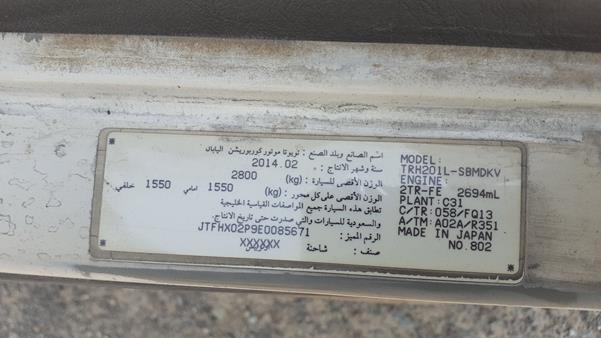 اسم الصانع وبلد الصنع : تويوتا موتور كوربوريشن اليابان
سنة وشهر الانتاج : 2014.02
الوزن الأقصى للسيارة : (kg) 2800
الوزن الأقصى على كل محور : (kg) 1550 امامي 1550 خلفي
تطابق هذه السيارة جميع المواصفات القياسية الخليجية
والسعودية للسيارات والتي صدرت حتى تاريخ الانتاج.
الرقم المميز : JTFHX02P9E0085671
صنف : شاحنة XXXXXX
MODEL:
TRH201L-SBMDKV
ENGINE:
2TR-FE 2694mL
PLANT: C31
C/TR: 058/FQ13
A/TM: A02A/R351
MADE IN JAPAN
NO. 802